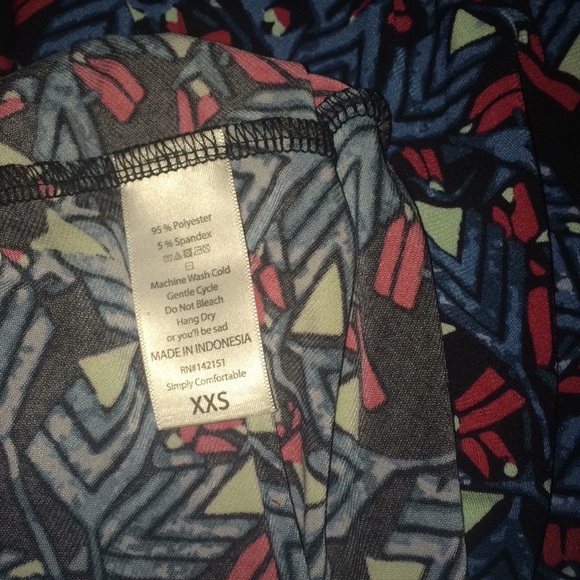 95 % Polyester
5 % Spandex
Machine Wash Cold
Gentle Cycle
Do Not Bleach
Hang Dry
or you'll be sad
MADE IN INDONESIA
RN#142151
Simply Comfortable
XXS